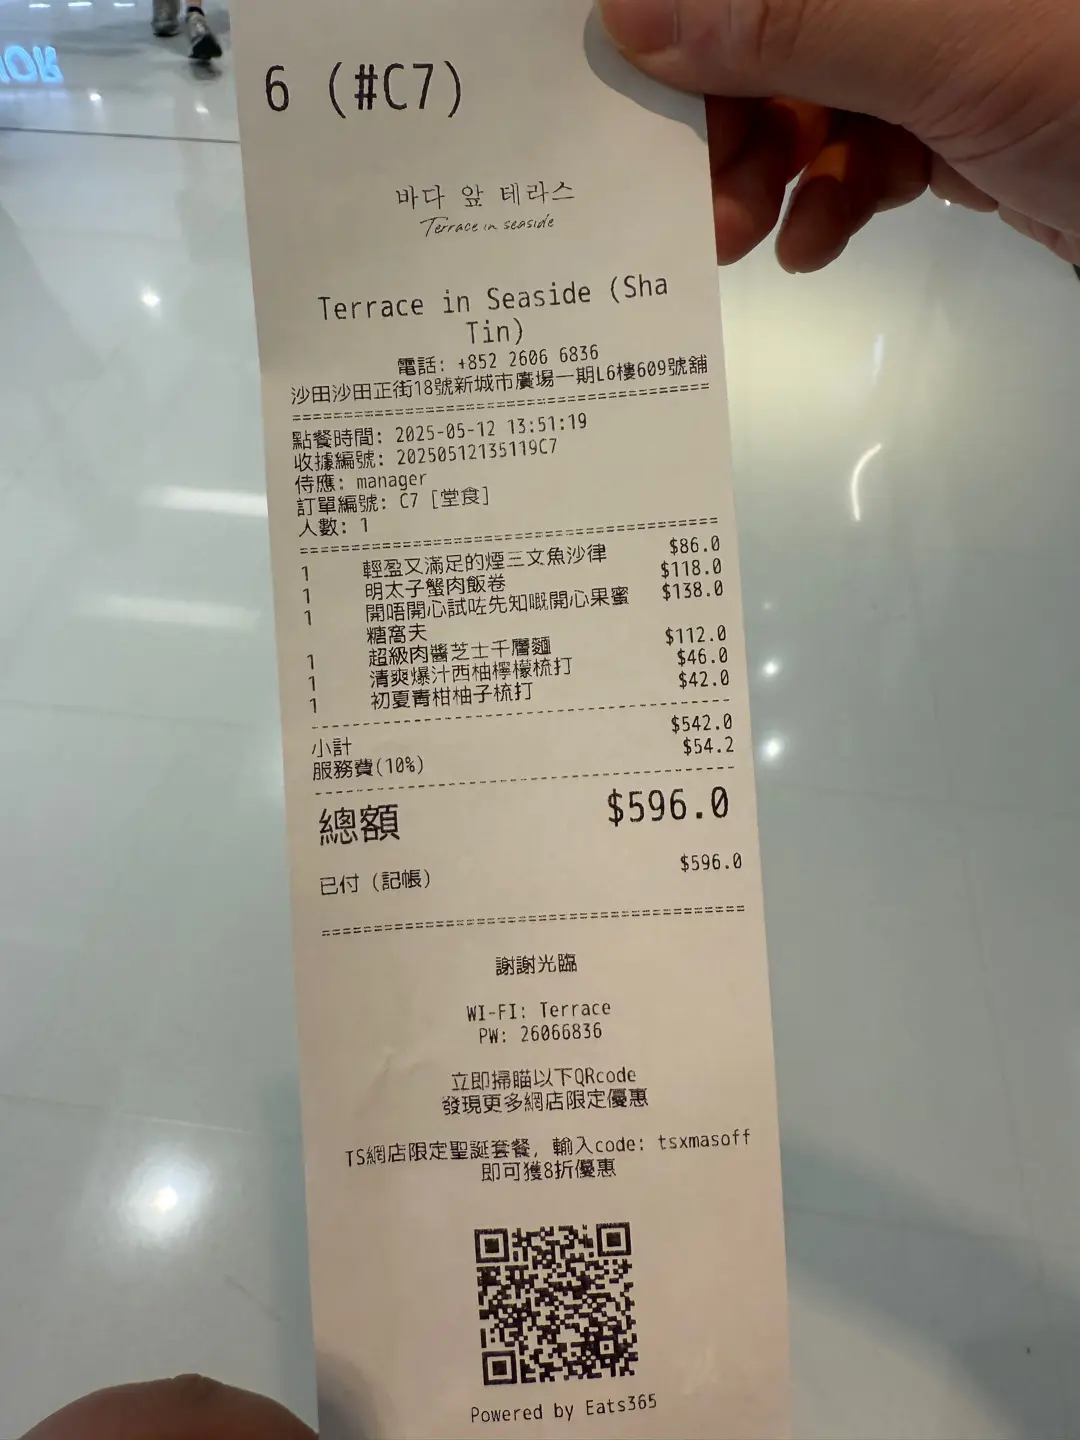 6 (#C7)
바다 앞 테라스
Terrace in seaside
Terrace in Seaside (Sha
Tin)
電話: +852 2606 6836
沙田沙田正街18號新城市廣場一期L6樓609號舖
點餐時間: 2025-05-12 13:51:19
收據編號: 20250512135119C7
侍應: manager
訂單編號: C7 [堂食]
人數: 1
1 輕盈又滿足的煙三文魚沙律 $86.0
1 明太子蟹肉飯卷 $118.0
1 開唔開心試咗先知嘅開心果蜜 $138.0
糖窩夫
1 超級肉醬芝士千層麵 $112.0
1 清爽爆汁西柚檸檬梳打 $46.0
1 初夏青柑柚子梳打 $42.0
小計 $542.0
服務費(10%) $54.2
總額 $596.0
已付 (記帳) $596.0
謝謝光臨
WI-FI: Terrace
PW: 26066836
立即掃瞄以下QRcode
發現更多網店限定優惠
TS網店限定聖誕套餐, 輸入code: tsxmasoff
即可獲8折優惠
Powered by Eats365